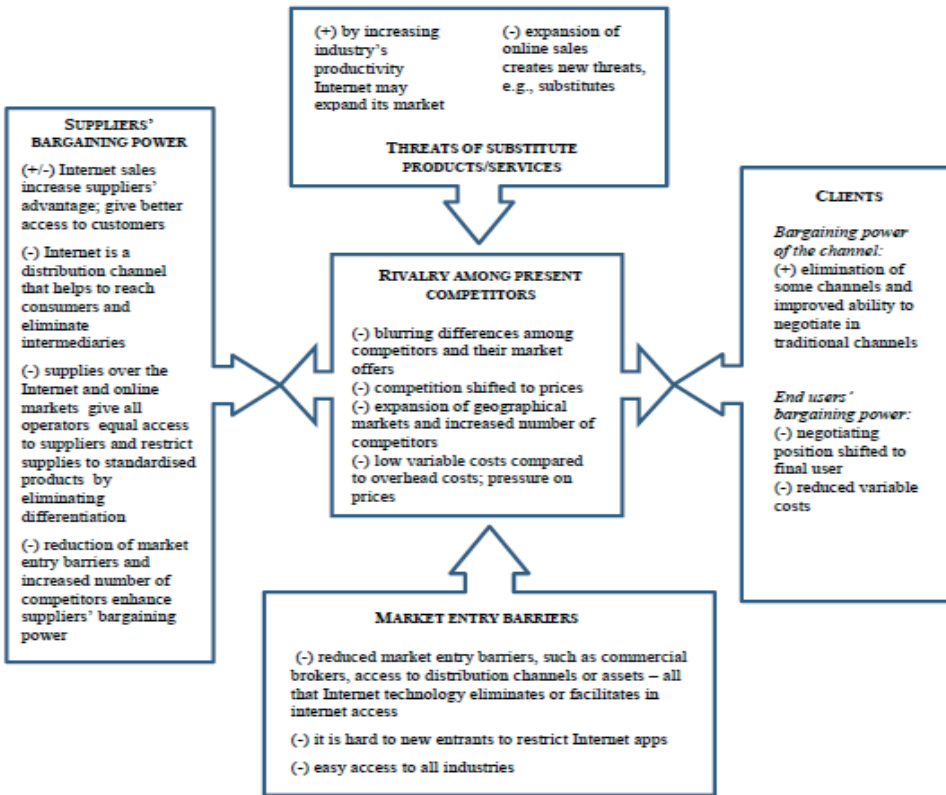 (+) by increasing
industry's
productivity
Internet may
expand its market
(-) expansion of
online sales
creates new threats,
e.g., substitutes
THREATS OF SUBSTITUTE
PRODUCTS/SERVICES
SUPPLIERS'
BARGAINING POWER
(+/-) Internet sales
increase suppliers'
advantage; give better
access to customers
(-) Internet is a
distribution channel
that helps to reach
consumers and
eliminate
intermediaries
(-) supplies over the
Internet and online
markets give all
operators equal access
to suppliers and restrict
supplies to standardised
products by
eliminating
differentiation
(-) reduction of market
entry barriers and
increased number of
competitors enhance
suppliers' bargaining
power
RIVALRY AMONG PRESENT
COMPETITORS
(-) blurring differences among
competitors and their market
offers
(-) competition shifted to prices
(-) expansion of geographical
markets and increased number of
competitors
(-) low variable costs compared
to overhead costs; pressure on
prices
CLIENTS
Bargaining power
of the channel:
(+) elimination of
some channels and
improved ability to
negotiate in
traditional channels
End users'
bargaining power:
(-) negotiating
position shifted to
final user
(-) reduced variable
costs
MARKET ENTRY BARRIERS
(-) reduced market entry barriers, such as commercial
brokers, access to distribution channels or assets – all
that Internet technology eliminates or facilitates in
internet access
(-) it is hard to new entrants to restrict Internet apps
(-) easy access to all industries